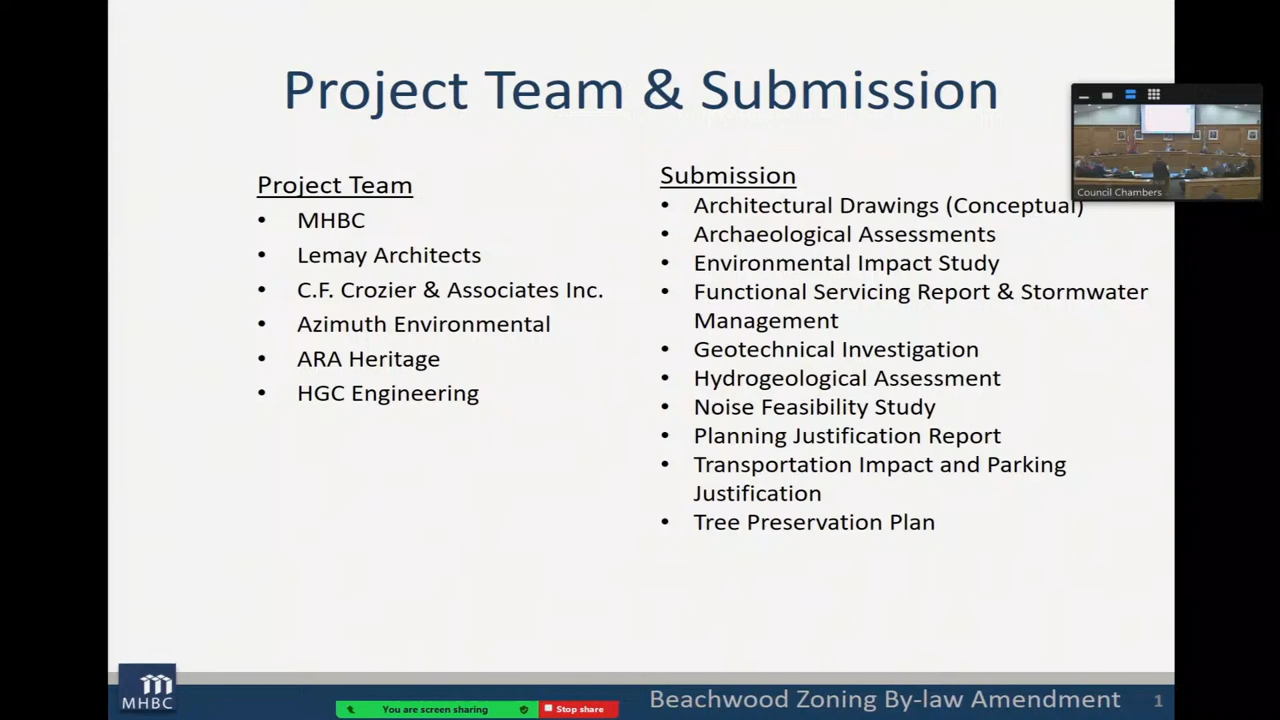 Project Team & Submission
Project Team
• MHBC
• Lemay Architects
• C.F. Crozier & Associates Inc.
• Azimuth Environmental
• ARA Heritage
• HGC Engineering
Submission
• Architectural Drawings (Conceptual)
• Archaeological Assessments
• Environmental Impact Study
• Functional Servicing Report & Stormwater
Management
• Geotechnical Investigation
• Hydrogeological Assessment
• Noise Feasibility Study
• Planning Justification Report
• Transportation Impact and Parking
Justification
• Tree Preservation Plan
Council Chambers
MHBC
You are screen sharing
Stop share
Beachwood Zoning By-law Amendment 1